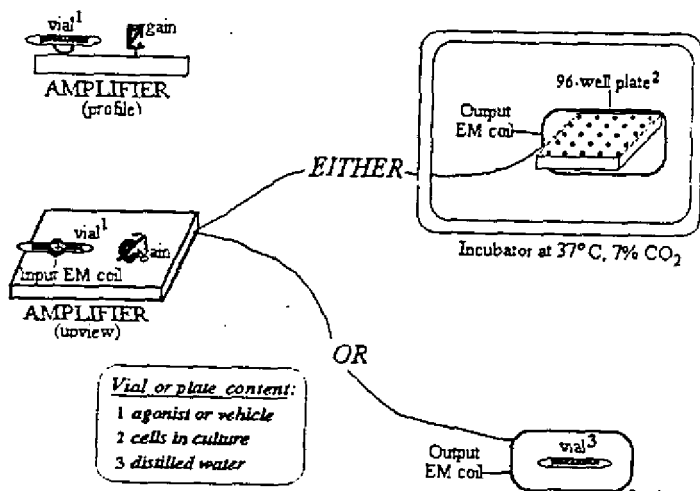 vial1
gain
AMPLIFIER
(profile)
96-well plate2
Output
EM coil
EITHER
Incubator at 37°C, 7% CO2
vial1
gain
input EM coil
AMPLIFIER
(upview)
OR
Vial or plate content:
1 agonist or vehicle
2 cells in culture
3 distilled water
Output
EM coil
vial3